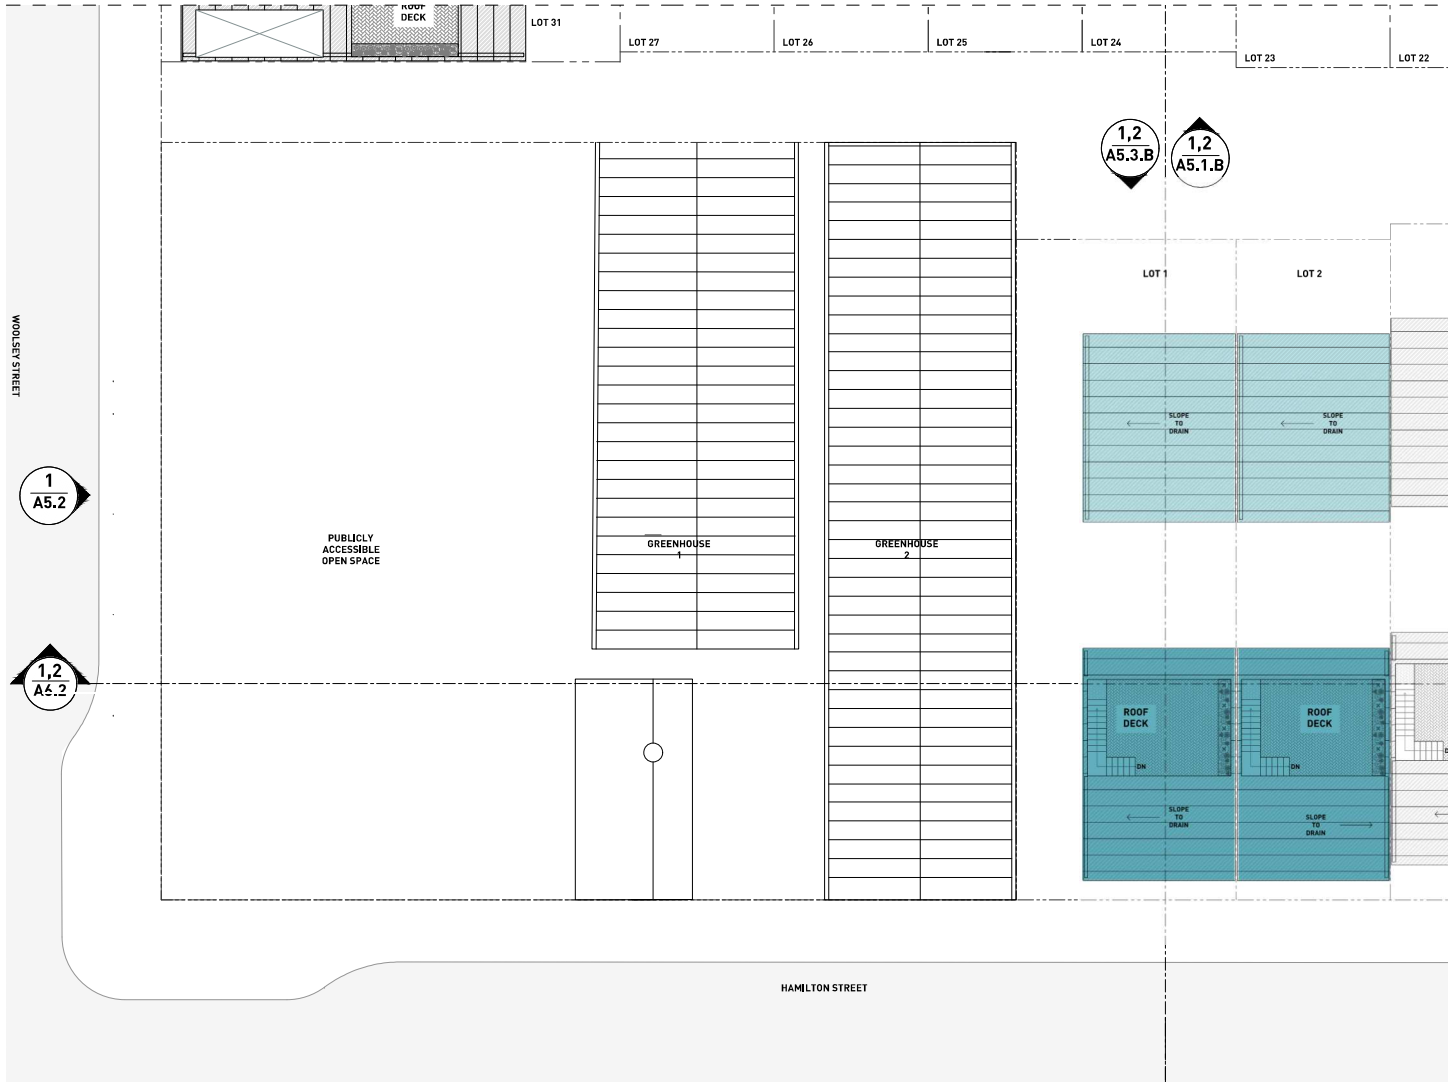 ROOF
DECK
LOT 31
LOT 27
LOT 26
LOT 25
LOT 24
LOT 23
LOT 22
1,2
A5.3.B
1,2
A5.1.B
LOT 1
LOT 2
WOOLSEY STREET
SLOPE
TO
DRAIN
SLOPE
TO
DRAIN
1
A5.2
PUBLICLY
ACCESSIBLE
OPEN SPACE
GREENHOUSE
1
GREENHOUSE
2
1,2
A6.2
ROOF
DECK
DN
ROOF
DECK
DN
SLOPE
TO
DRAIN
SLOPE
TO
DRAIN
HAMILTON STREET